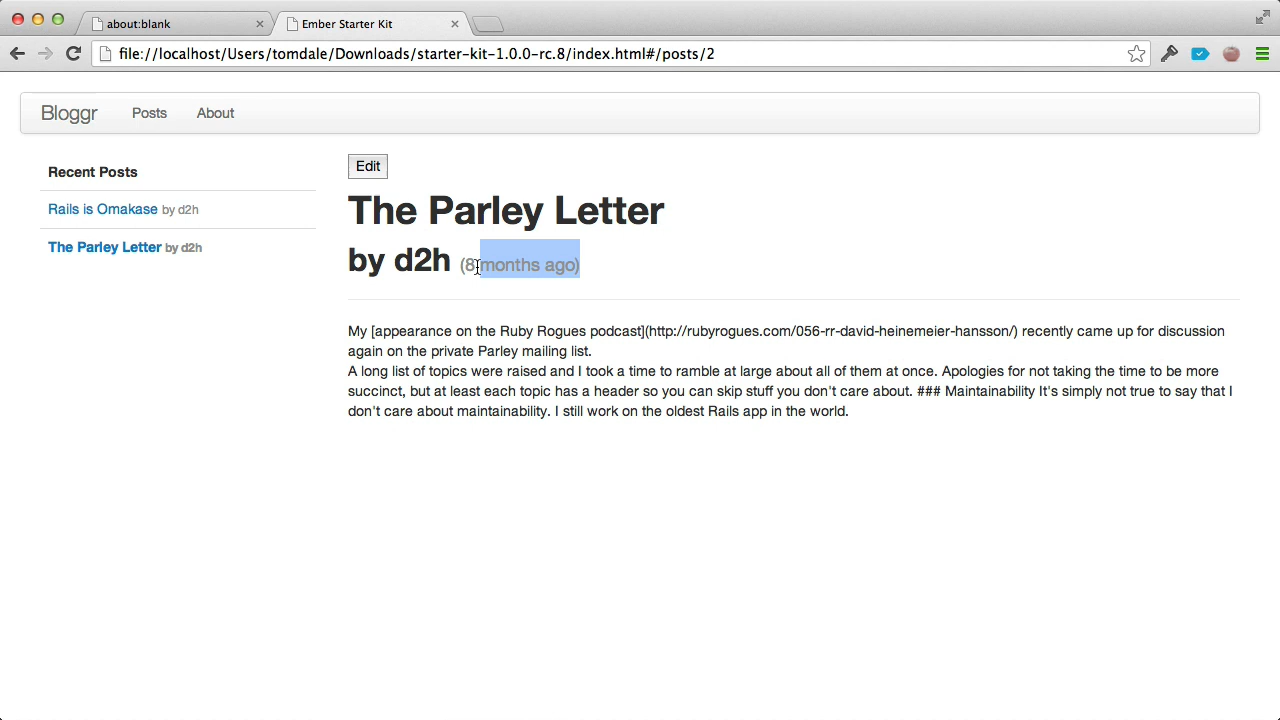 about:blank
Ember Starter Kit
file://localhost/Users/tomdale/Downloads/starter-kit-1.0.0-rc.8/index.html#/posts/2
Bloggr Posts About
Recent Posts
Rails is Omakase by d2h
The Parley Letter by d2h
Edit
The Parley Letter
by d2h (8 months ago)
My [appearance on the Ruby Rogues podcast](http://rubyrogues.com/056-rr-david-heinemeier-hansson/) recently came up for discussion
again on the private Parley mailing list.
A long list of topics were raised and I took a time to ramble at large about all of them at once. Apologies for not taking the time to be more
succinct, but at least each topic has a header so you can skip stuff you don't care about. ### Maintainability It's simply not true to say that I
don't care about maintainability. I still work on the oldest Rails app in the world.